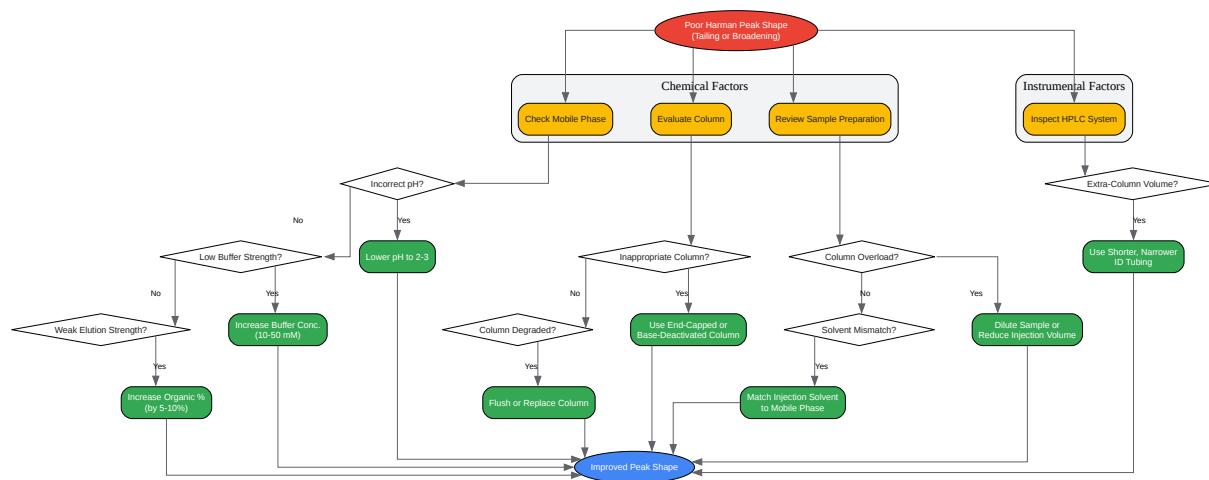 Poor Harman Peak Shape
(Tailing or Broadening)
Chemical Factors
Instrumental Factors
Check Mobile Phase
Evaluate Column
Review Sample Preparation
Inspect HPLC System
Incorrect pH?
Extra-Column Volume?
No
Yes
Yes
Low Buffer Strength?
Lower pH to 2-3
Inappropriate Column?
Column Overload?
Use Shorter, Narrower
ID Tubing
No
Yes
No
Yes
No
Yes
Weak Elution Strength?
Increase Buffer Conc.
(10-50 mM)
Column Degraded?
Use End-Capped or
Base-Deactivated Column
Solvent Mismatch?
Dilute Sample or
Reduce Injection Volume
Yes
Yes
Yes
Increase Organic %
(by 5-10%)
Flush or Replace Column
Match Injection Solvent
to Mobile Phase
Improved Peak Shape